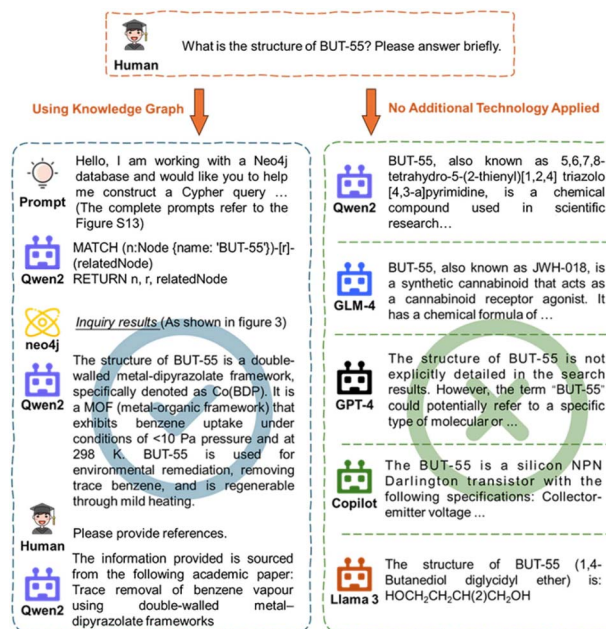 What is the structure of BUT-55? Please answer briefly.
Human
Using Knowledge Graph
No Additional Technology Applied
Hello, I am working with a Neo4j
database and would like you to help
me construct a Cypher query ...
(The complete prompts refer to the
Figure S13)
Prompt
MATCH (n:Node {name: 'BUT-55'})-[r]-
(relatedNode)
RETURN n, r, relatedNode
Qwen2
Inquiry results (As shown in figure 3)
neo4j
The structure of BUT-55 is a double-
walled metal-dipyrazolate framework,
specifically denoted as Co(BDP). It is
a MOF (metal-organic framework) that
exhibits benzene uptake under
conditions of <10 Pa pressure and at
298 K. BUT-55 is used for
environmental remediation, removing
trace benzene, and is regenerable
through mild heating.
Qwen2
Please provide references.
Human
The information provided is sourced
from the following academic paper:
Trace removal of benzene vapour
using double-walled metal–
dipyrazolate frameworks
Qwen2
BUT-55, also known as 5,6,7,8-
tetrahydro-5-(2-thienyl)[1,2,4] triazolo
[4,3-a]pyrimidine, is a chemical
compound used in scientific
research…
Qwen2
BUT-55, also known as JWH-018, is
a synthetic cannabinoid that acts as
a cannabinoid receptor agonist. It
has a chemical formula of ...
GLM-4
The structure of BUT-55 is not
explicitly detailed in the search
results. However, the term “BUT-55”
could potentially refer to a specific
type of molecular or ...
GPT-4
The BUT-55 is a silicon NPN
Darlington transistor with the
following specifications: Collector-
emitter voltage ...
Copilot
The structure of BUT-55 (1,4-
Butanediol diglycidyl ether) is:
HOCH₂CH₂CH(2)CH₂OH
Llama 3